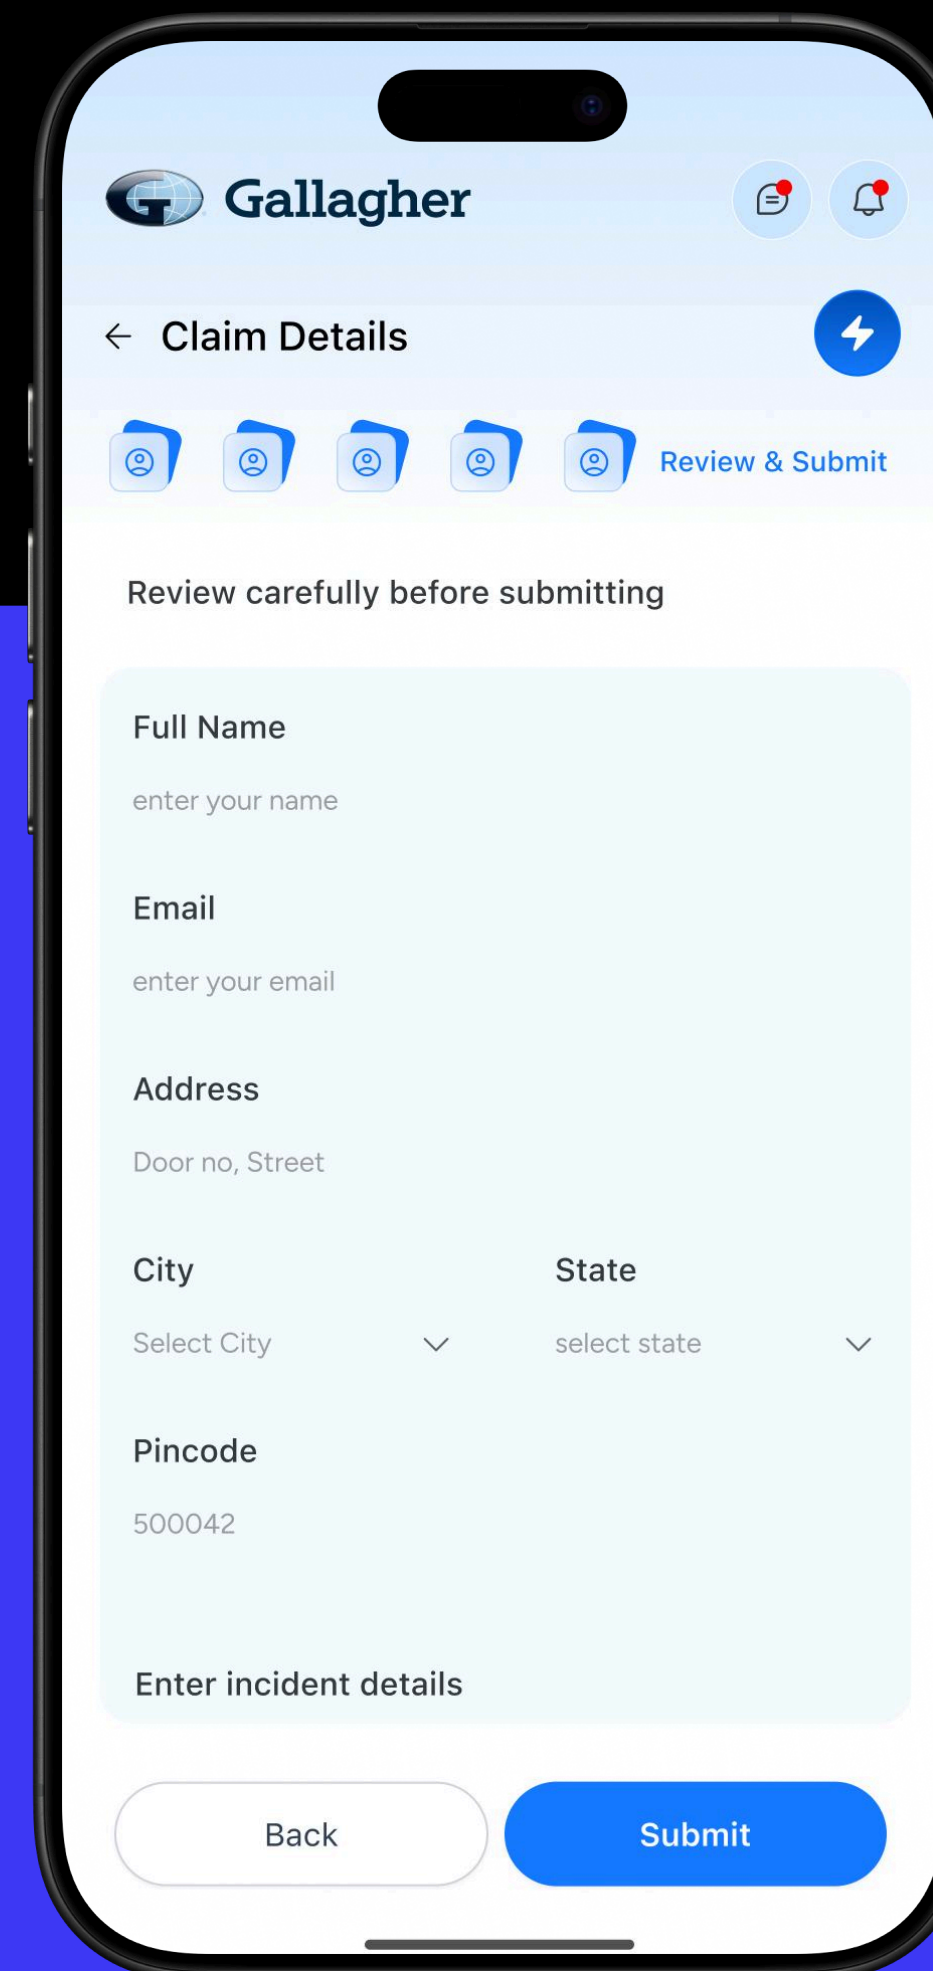 Gallagher
Claim Details
Review & Submit
Review carefully before submitting
Full Name
enter your name
Email
enter your email
Address
Door no, Street
City State
Select City select state
Pincode
500042
Enter incident details
Back Submit